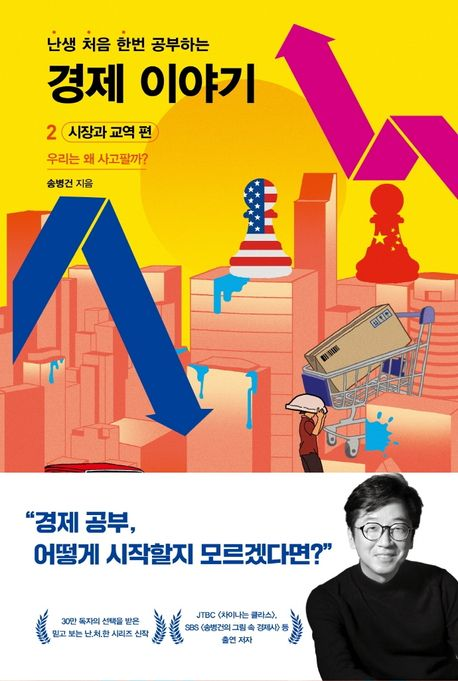 난생 처음 한번 공부하는
경제 이야기
2 시장과 교역 편
우리는 왜 사고팔까?
송병건 지음
“경제 공부,
어떻게 시작할지 모르겠다면?”
30만 독자의 선택을 받은
믿고 보는 난.처.한 시리즈 신작
JTBC 〈차이나는 클라스〉,
SBS 〈송병건의 그림 속 경제사〉 등
출연 저자